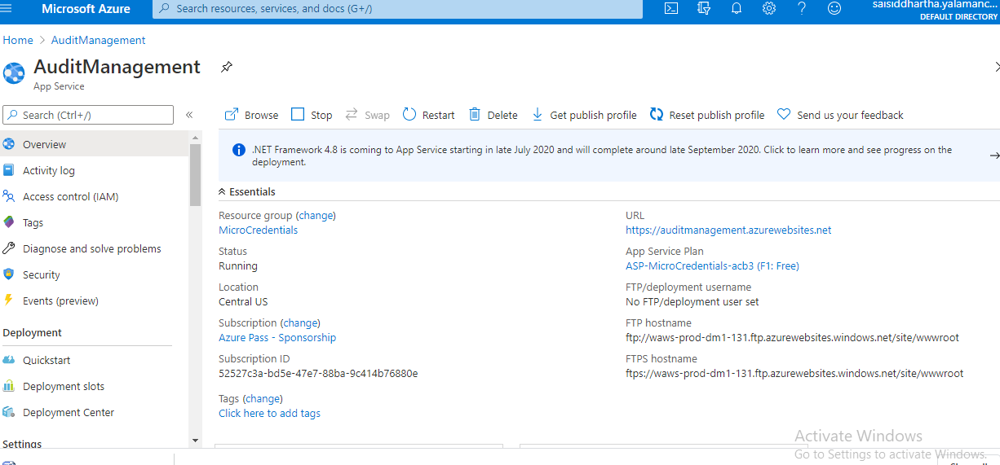 Microsoft Azure
Search resources, services, and docs (G+/)
saisiddhartha.yalamanc...
DEFAULT DIRECTORY
Home > AuditManagement
AuditManagement
App Service
Search (Ctrl+/)
«
Browse Stop Swap Restart Delete Get publish profile Reset publish profile Send us your feedback
Overview
Activity log
Access control (IAM)
Tags
Diagnose and solve problems
Security
Events (preview)
Deployment
Quickstart
Deployment slots
Deployment Center
Settings
.NET Framework 4.8 is coming to App Service starting in late July 2020 and will complete around late September 2020. Click to learn more and see progress on the
deployment.
Essentials
Resource group (change)
MicroCredentials
Status
Running
Location
Central US
Subscription (change)
Azure Pass - Sponsorship
Subscription ID
52527c3a-bd5e-47e7-88ba-9c414b76880e
Tags (change)
Click here to add tags
URL
https://auditmanagement.azurewebsites.net
App Service Plan
ASP-MicroCredentials-acb3 (F1: Free)
FTP/deployment username
No FTP/deployment user set
FTP hostname
ftp://waws-prod-dm1-131.ftp.azurewebsites.windows.net/site/wwwroot
FTPS hostname
ftps://waws-prod-dm1-131.ftp.azurewebsites.windows.net/site/wwwroot
Activate Windows
Go to Settings to activate Windows.